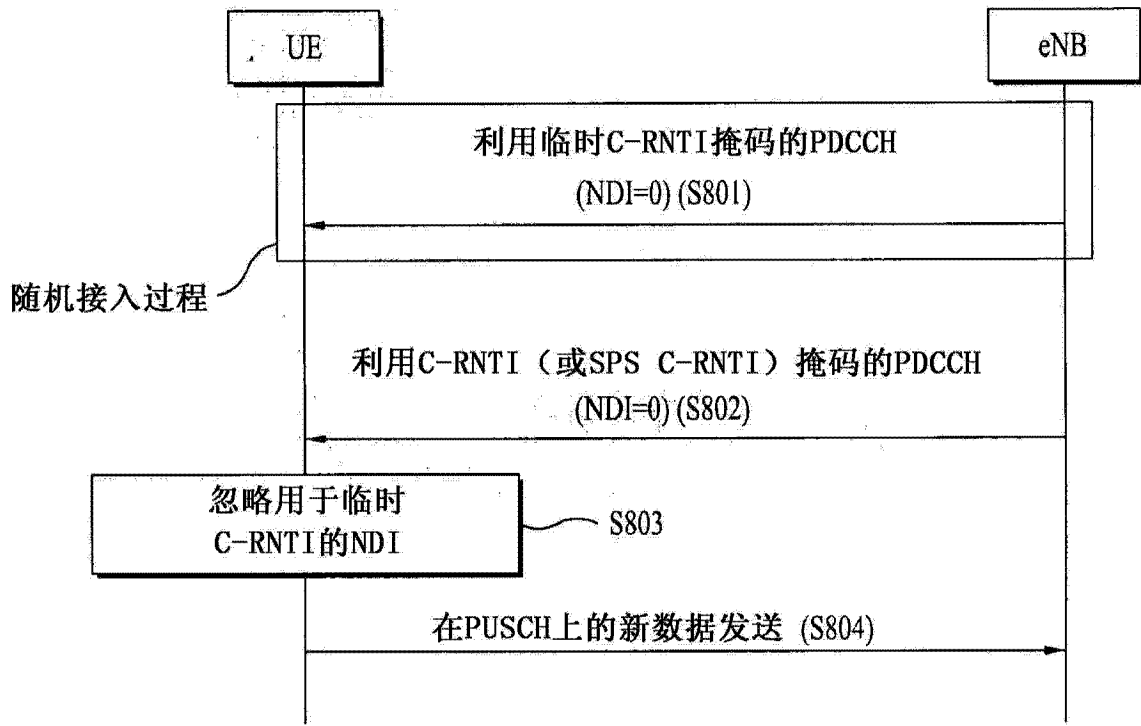 UE
eNB
利用临时C-RNTI掩码的PDCCH
(NDI=0) (S801)
随机接入过程
利用C-RNTI（或SPS C-RNTI）掩码的PDCCH
(NDI=0) (S802)
忽略用于临时
C-RNTI的NDI
S803
在PUSCH上的新数据发送 (S804)